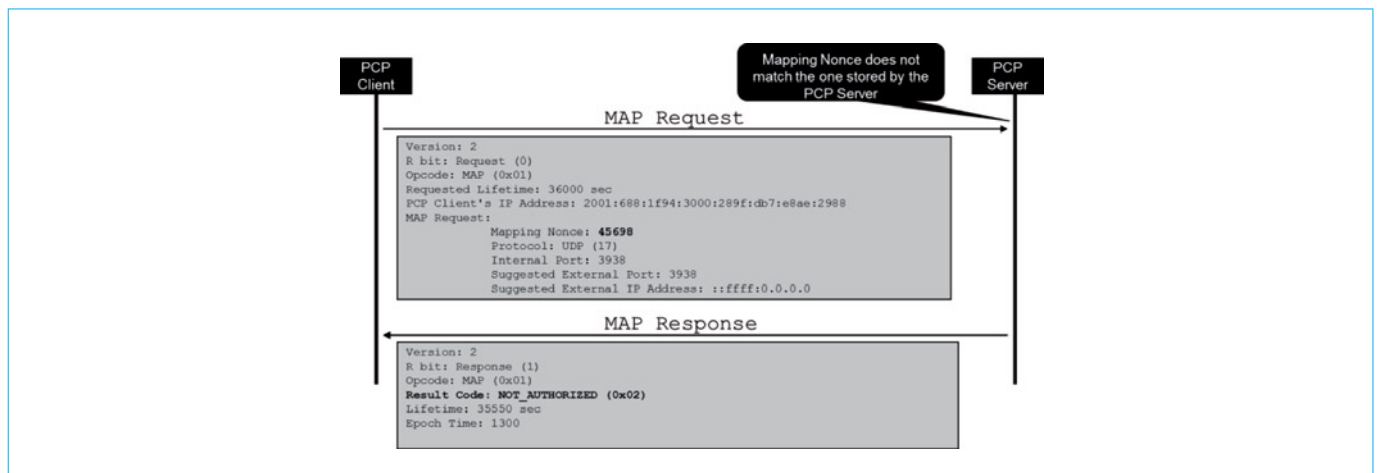 PCP
Client
Mapping Nonce does not
match the one stored by the
PCP Server
PCP
Server
MAP Request
Version: 2
R bit: Request (0)
Opcode: MAP (0x01)
Requested Lifetime: 36000 sec
PCP Client's IP Address: 2001:688:1f94:3000:289f:db7:e8ae:2988
MAP Request:
Mapping Nonce: 45698
Protocol: UDP (17)
Internal Port: 3938
Suggested External Port: 3938
Suggested External IP Address: ::ffff:0.0.0.0
MAP Response
Version: 2
R bit: Response (1)
Opcode: MAP (0x01)
Result Code: NOT_AUTHORIZED (0x02)
Lifetime: 35550 sec
Epoch Time: 1300